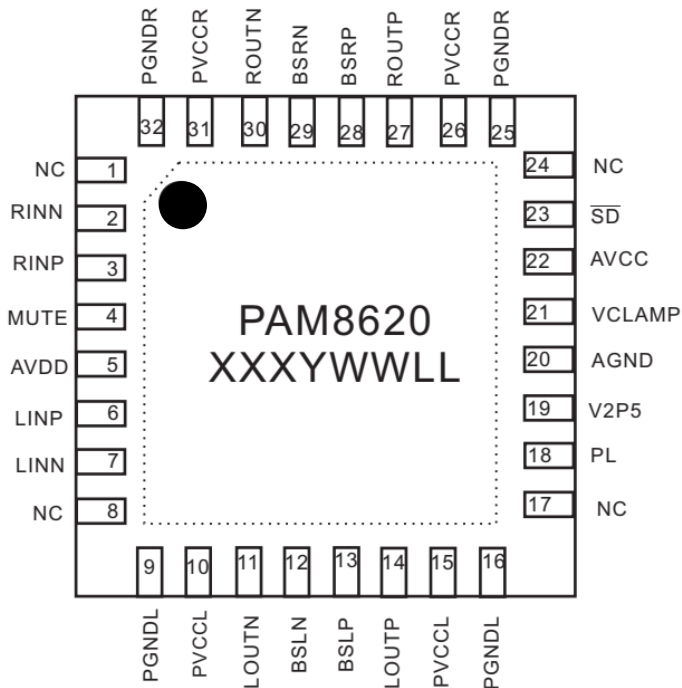 PGNDR PVCCR ROUTN BSRN BSRP ROUTP PVCCR PGNDR
32 31 30 29 28 27 26 25
NC 1
RINN 2
RINP 3
MUTE 4
AVDD 5
LINP 6
LINN 7
NC 8
PAM8620
XXXYWWLL
24 NC
23 SD
22 AVCC
21 VCLAMP
20 AGND
19 V2P5
18 PL
17 NC
9 10 11 12 13 14 15 16
PGNDL PVCCL LOUTN BSLN BSLP LOUTP PVCCL PGNDL